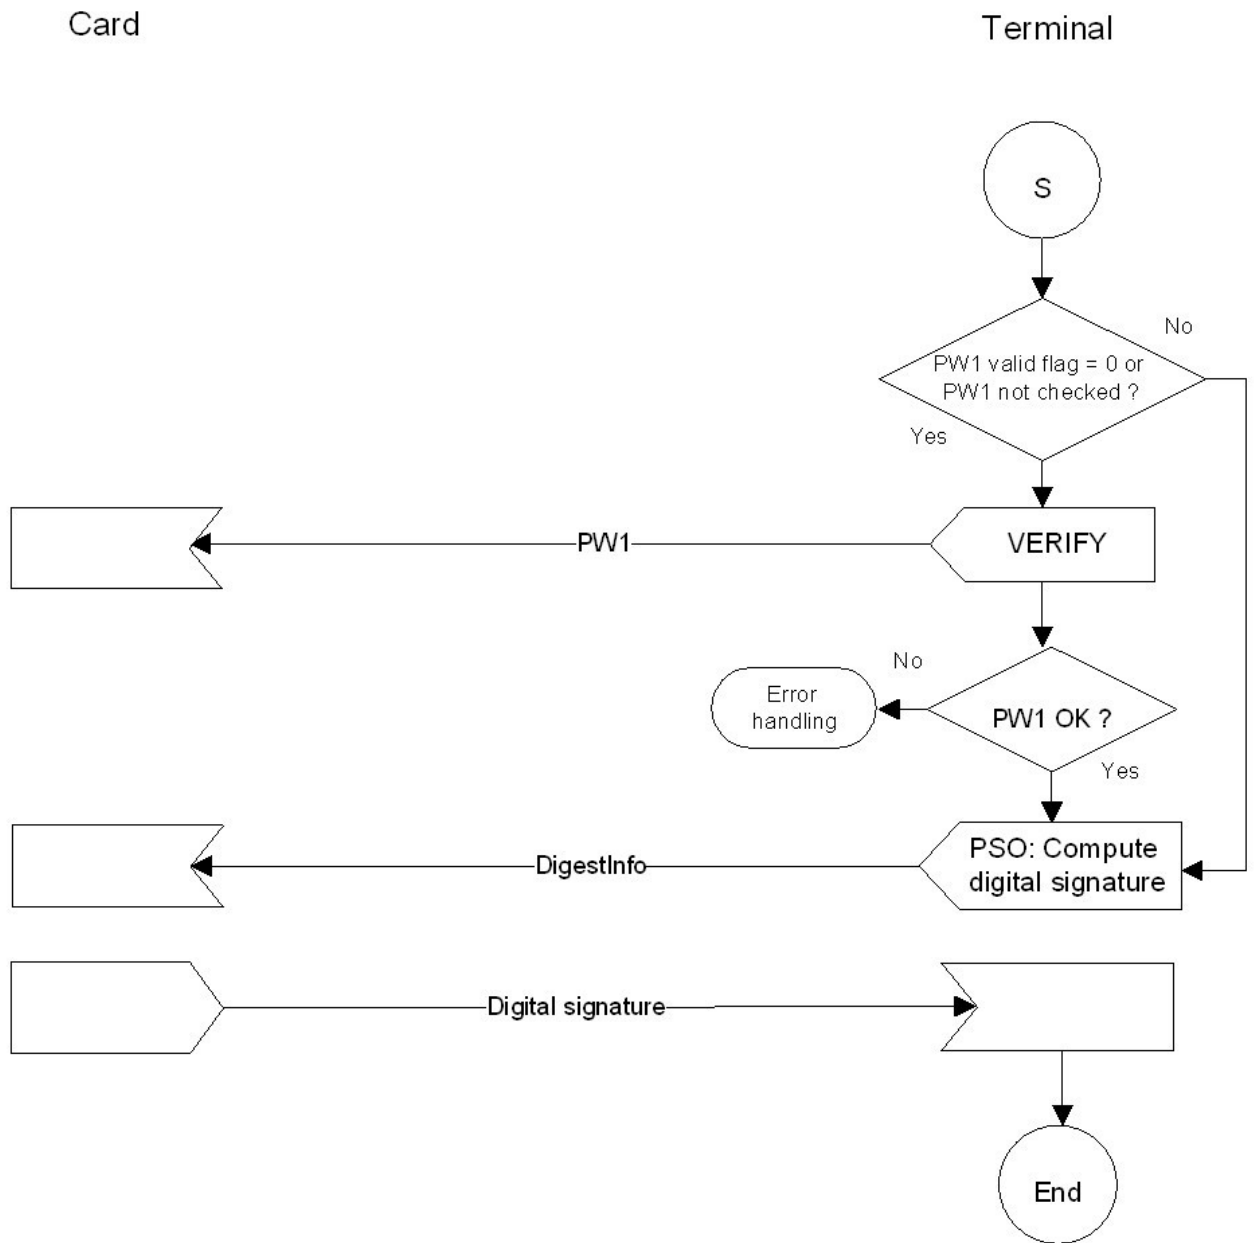 Card
Terminal
S
No
PW1 valid flag = 0 or
PW1 not checked ?
Yes
PW1
VERIFY
No
Error
handling
PW1 OK ?
Yes
DigestInfo
PSO: Compute
digital signature
Digital signature
End